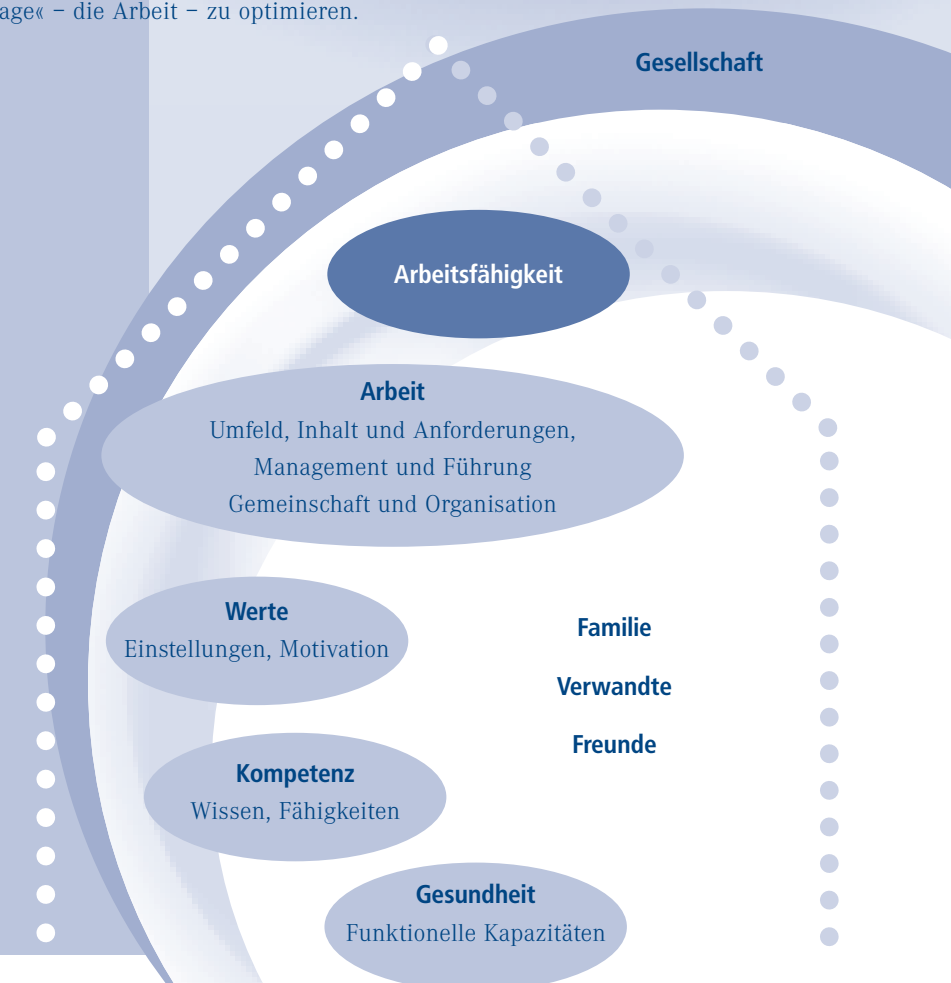 age« – die Arbeit – zu optimieren.
Gesellschaft
Arbeitsfähigkeit
Arbeit
Umfeld, Inhalt und Anforderungen,
Management und Führung
Gemeinschaft und Organisation
Werte
Einstellungen, Motivation
Familie
Verwandte
Freunde
Kompetenz
Wissen, Fähigkeiten
Gesundheit
Funktionelle Kapazitäten